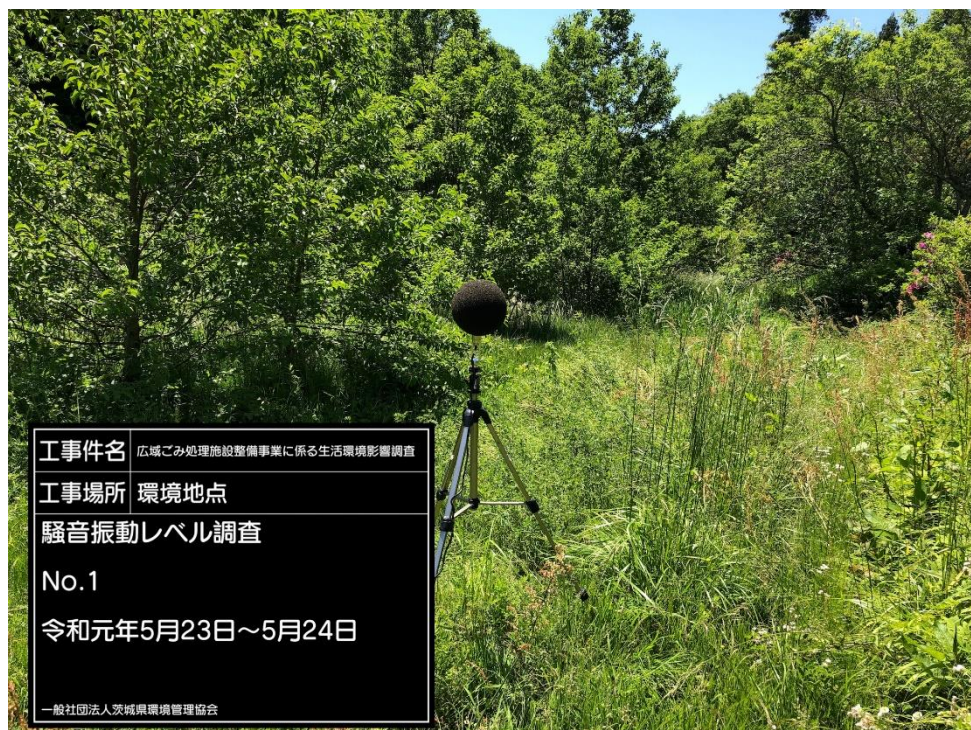 工事件名 広域ごみ処理施設整備事業に係る生活環境影響調査
工事場所 環境地点
騒音振動レベル調査
No.1
令和元年5月23日～5月24日
一般社団法人茨城県環境管理協会